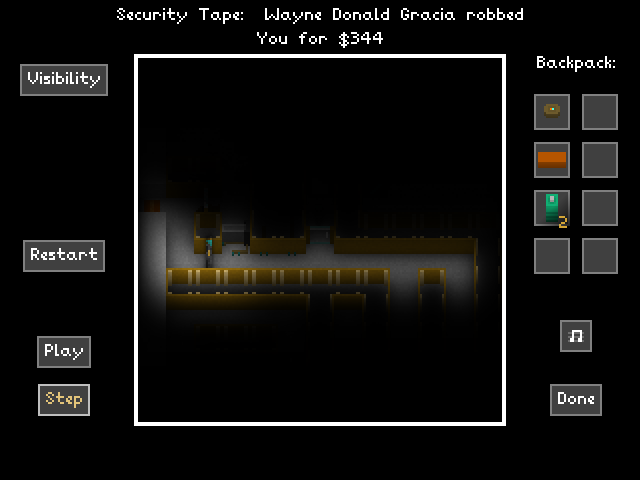 Security Tape:  Wayne Donald Gracia robbed
You for $344
Visibility
Backpack:
2
Restart
Play
Step
Done